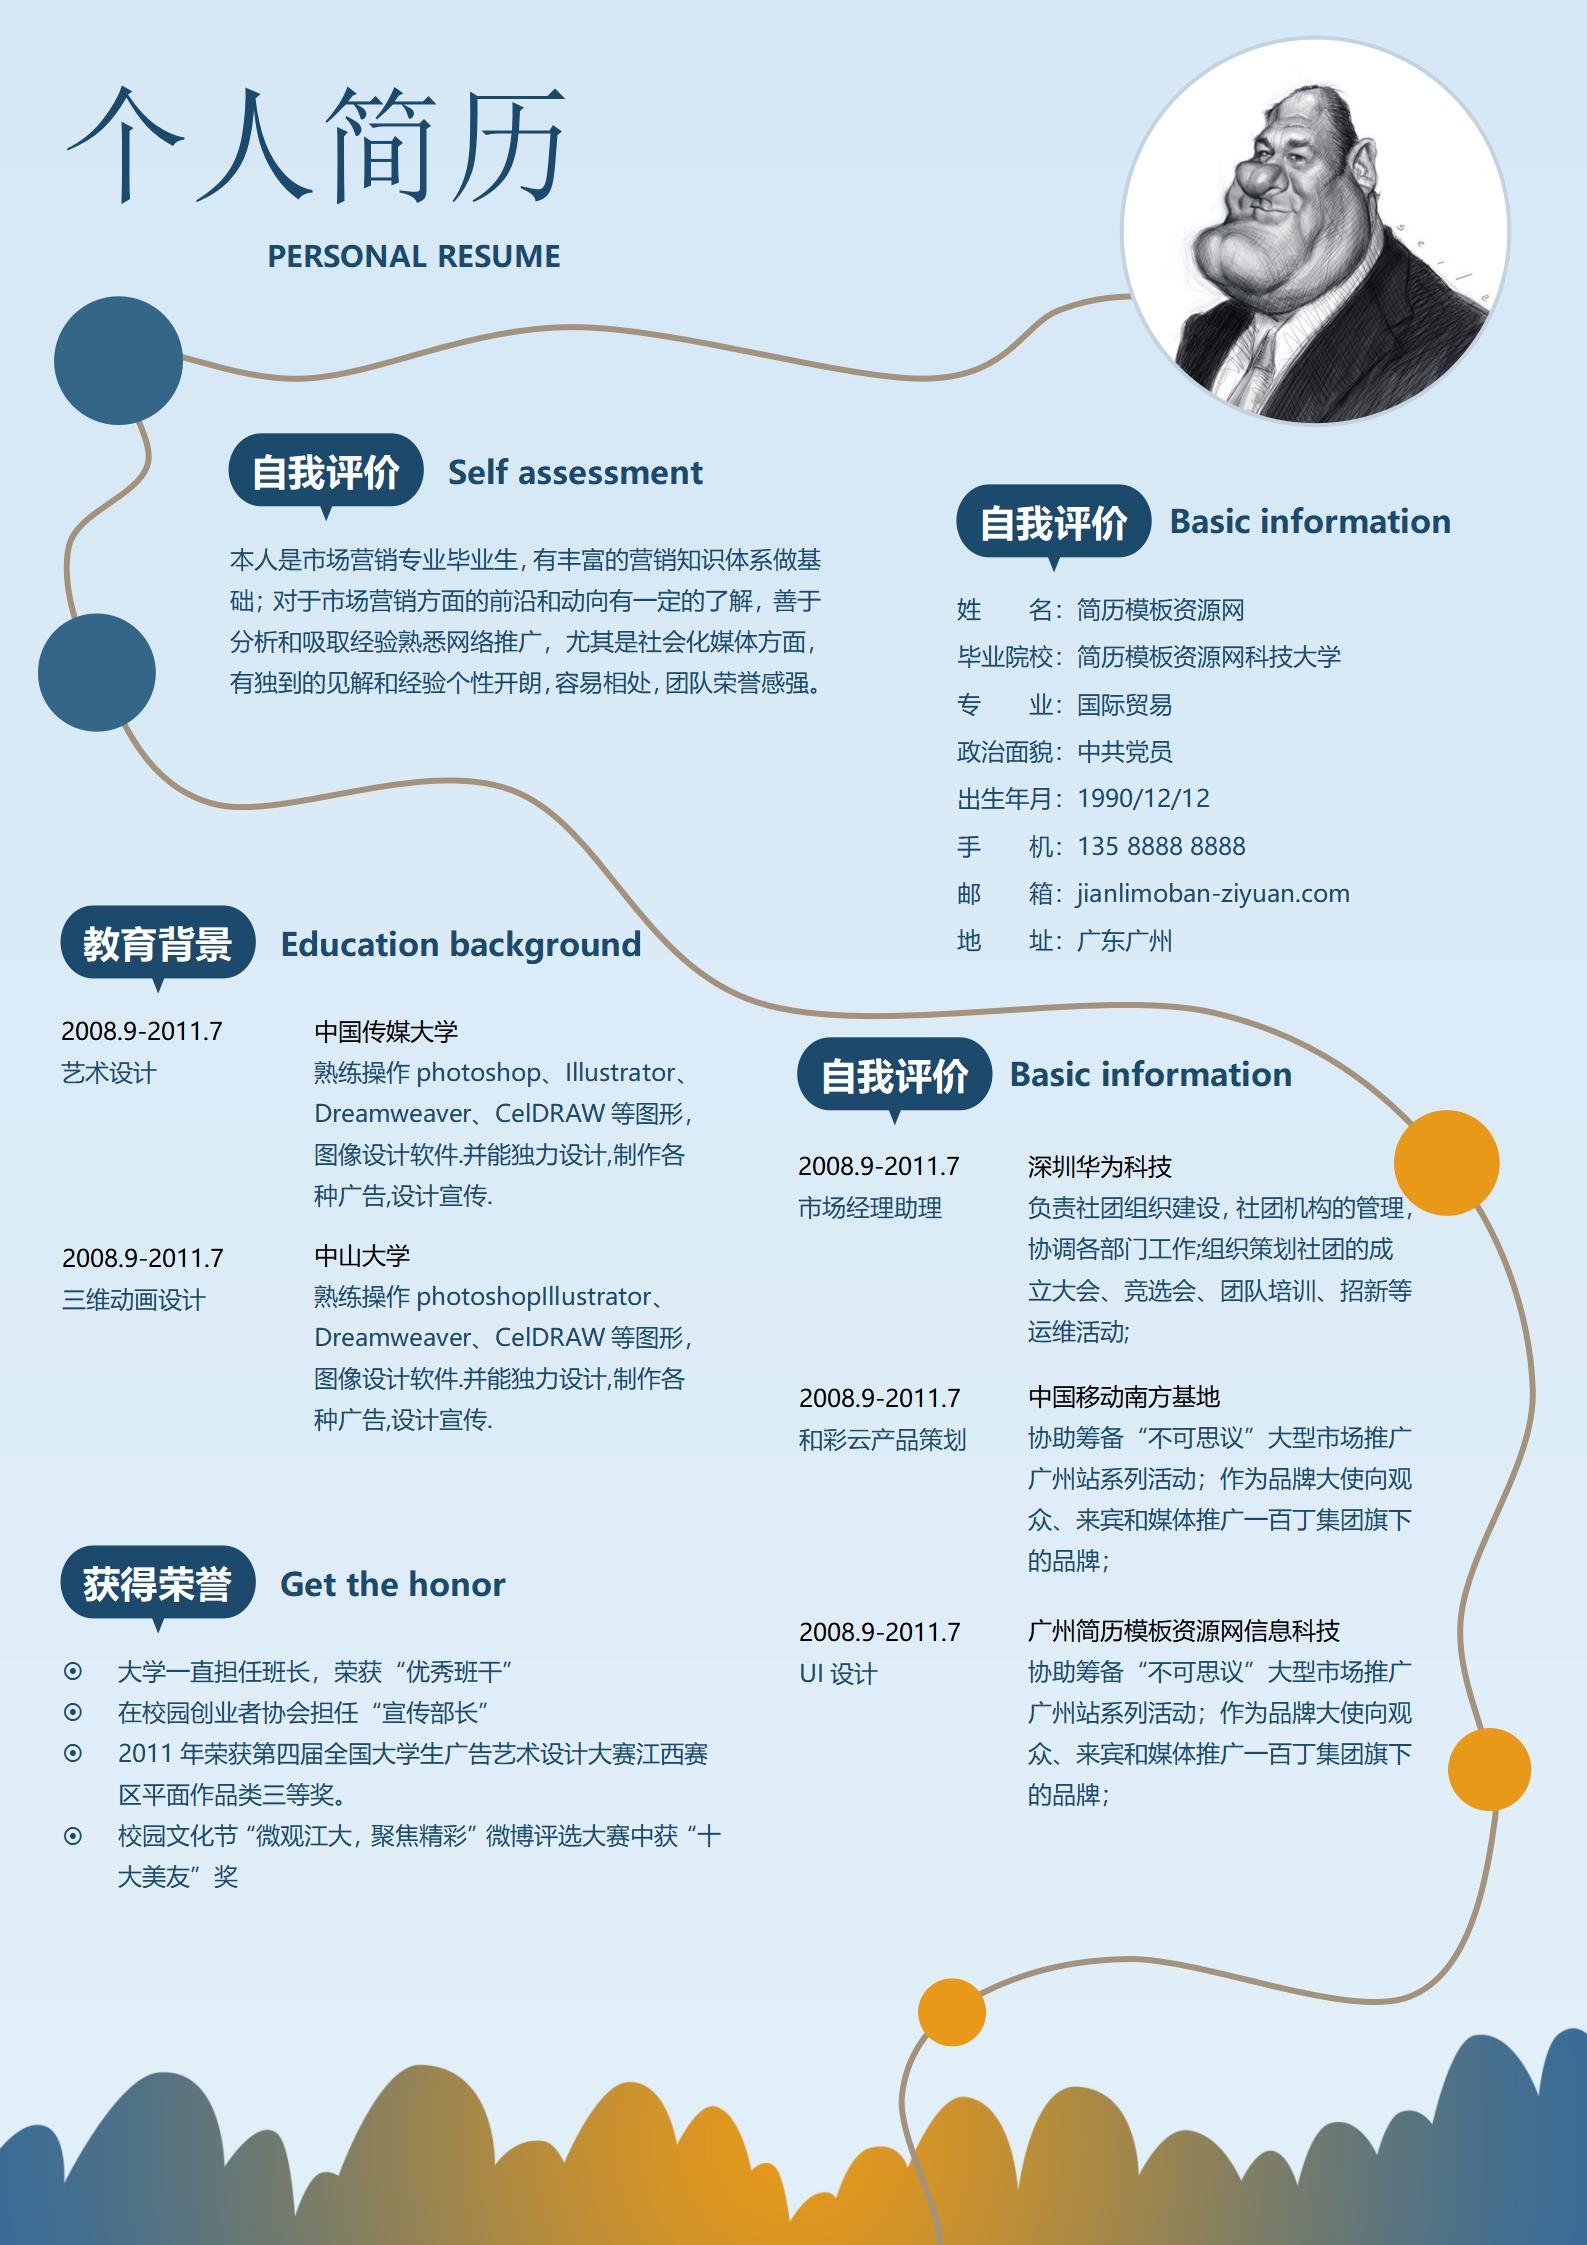 个人简历
PERSONAL RESUME
s e i l e
自我评价 Self assessment
本人是市场营销专业毕业生，有丰富的营销知识体系做基
础；对于市场营销方面的前沿和动向有一定的了解，善于
分析和吸取经验熟悉网络推广，尤其是社会化媒体方面，
有独到的见解和经验个性开朗，容易相处，团队荣誉感强。
自我评价 Basic information
姓 名：简历模板资源网
毕业院校：简历模板资源网科技大学
专 业：国际贸易
政治面貌：中共党员
出生年月：1990/12/12
手 机：135 8888 8888
邮 箱：jianlimoban-ziyuan.com
地 址：广东广州
教育背景 Education background
2008.9-2011.7 中国传媒大学
艺术设计 熟练操作 photoshop、Illustrator、
Dreamweaver、CelDRAW 等图形，
图像设计软件.并能独力设计,制作各
种广告,设计宣传.
2008.9-2011.7 中山大学
三维动画设计 熟练操作 photoshopIllustrator、
Dreamweaver、CelDRAW 等图形，
图像设计软件.并能独力设计,制作各
种广告,设计宣传.
自我评价 Basic information
2008.9-2011.7 深圳华为科技
市场经理助理 负责社团组织建设，社团机构的管理，
协调各部门工作;组织策划社团的成
立大会、竞选会、团队培训、招新等
运维活动;
2008.9-2011.7 中国移动南方基地
和彩云产品策划 协助筹备“不可思议”大型市场推广
广州站系列活动；作为品牌大使向观
众、来宾和媒体推广一百丁集团旗下
的品牌；
2008.9-2011.7 广州简历模板资源网信息科技
UI 设计 协助筹备“不可思议”大型市场推广
广州站系列活动；作为品牌大使向观
众、来宾和媒体推广一百丁集团旗下
的品牌；
获得荣誉 Get the honor
⊙ 大学一直担任班长，荣获“优秀班干”
⊙ 在校园创业者协会担任“宣传部长”
⊙ 2011 年荣获第四届全国大学生广告艺术设计大赛江西赛
区平面作品类三等奖。
⊙ 校园文化节“微观江大，聚焦精彩”微博评选大赛中获“十
大美友”奖